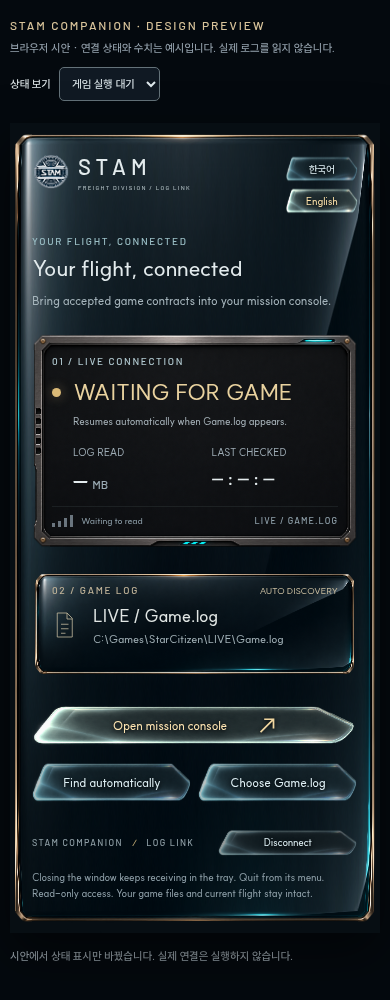 STAM COMPANION · DESIGN PREVIEW
브라우저 시안 · 연결 상태와 수치는 예시입니다. 실제 로그를 읽지 않습니다.
상태 보기 게임 실행 대기
STAM
STAM
FREIGHT DIVISION / LOG LINK
한국어
English
YOUR FLIGHT, CONNECTED
Your flight, connected
Bring accepted game contracts into your mission console.
01 / LIVE CONNECTION
WAITING FOR GAME
Resumes automatically when Game.log appears.
LOG READ LAST CHECKED
— MB —:—:—
Waiting to read LIVE / GAME.LOG
02 / GAME LOG AUTO DISCOVERY
LIVE / Game.log
C:\Games\StarCitizen\LIVE\Game.log
Open mission console
Find automatically Choose Game.log
STAM COMPANION / LOG LINK Disconnect
Closing the window keeps receiving in the tray. Quit from its menu.
Read-only access. Your game files and current flight stay intact.
시안에서 상태 표시만 바꿨습니다. 실제 연결은 실행하지 않습니다.